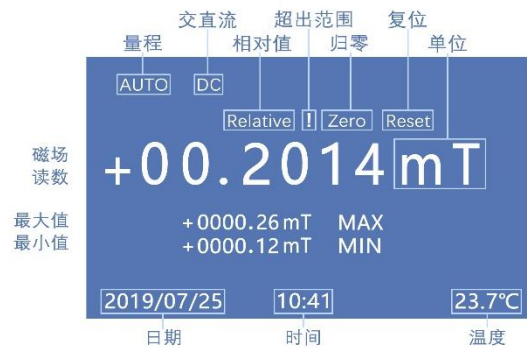 交直流 超出范围 复位
量程 相对值 归零 单位
AUTO DC
Relative ! Zero Reset
磁场
读数
+00.2014 mT
最大值 +0000.26 mT MAX
最小值 +0000.12 mT MIN
2019/07/25 10:41 23.7℃
日期 时间 温度